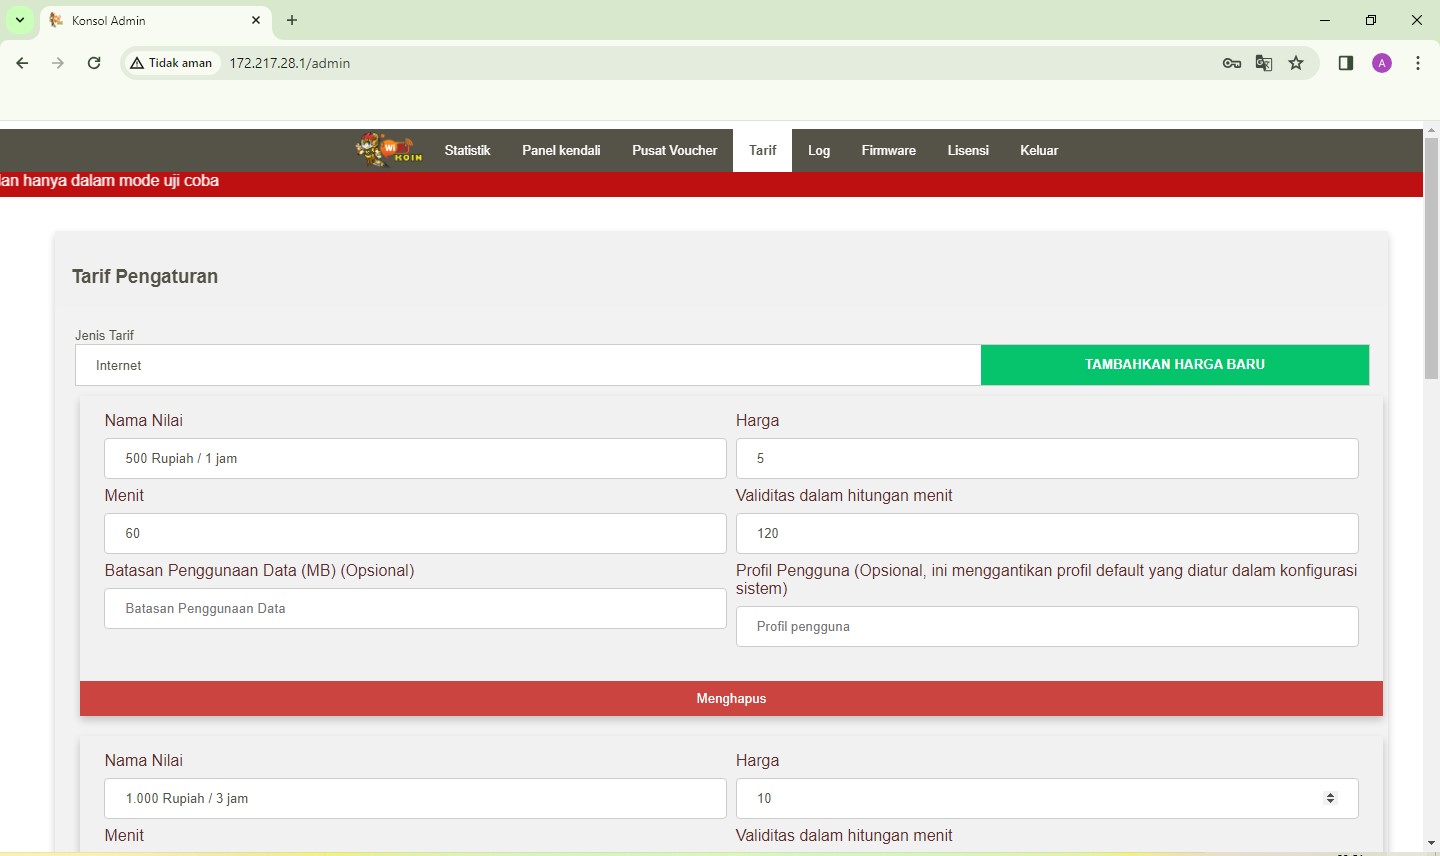 Konsol Admin
Tidak aman
172.217.28.1/admin
A
WI
KOIN
Statistik
Panel kendali
Pusat Voucher
Tarif
Log
Firmware
Lisensi
Keluar
hanya dalam mode uji coba
Tarif Pengaturan
Jenis Tarif
Internet
TAMBAHKAN HARGA BARU
Nama Nilai
Harga
500 Rupiah / 1 jam
5
Menit
Validitas dalam hitungan menit
60
120
Batasan Penggunaan Data (MB) (Opsional)
Profil Pengguna (Opsional, ini menggantikan profil default yang diatur dalam konfigurasi
sistem)
Batasan Penggunaan Data
Profil pengguna
Menghapus
Nama Nilai
Harga
1.000 Rupiah / 3 jam
10
Menit
Validitas dalam hitungan menit